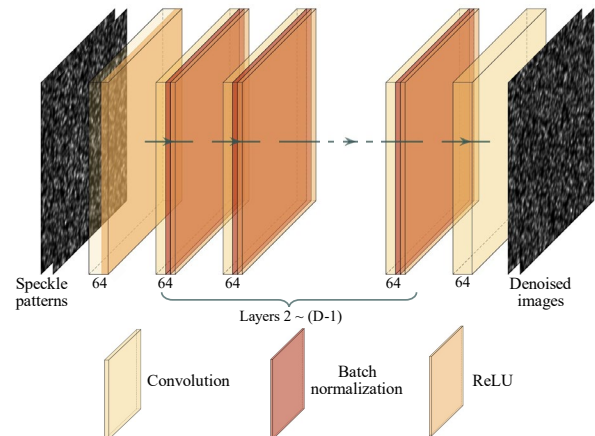 Speckle
patterns
64
64
64
64
64
Denoised
images
Layers 2 ~ (D-1)
Convolution
Batch
normalization
ReLU